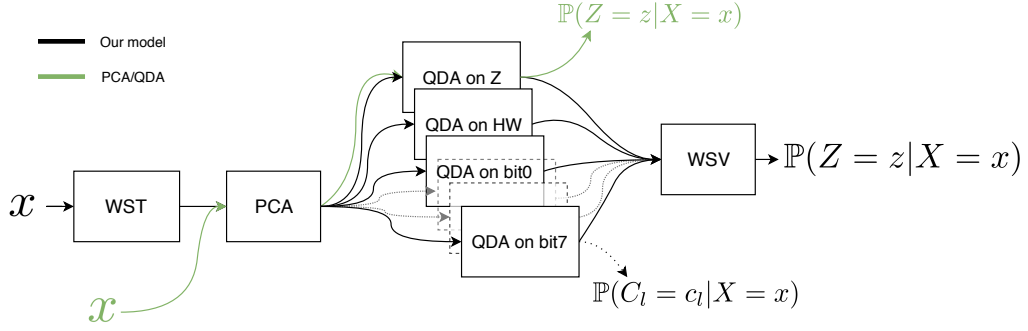 ℙ(Z = z|X = x)
Our model
PCA/QDA
QDA on Z
QDA on HW
QDA on bit0
QDA on bit7
x
WST
PCA
WSV
ℙ(Z = z|X = x)
x
ℙ(C_l = c_l|X = x)